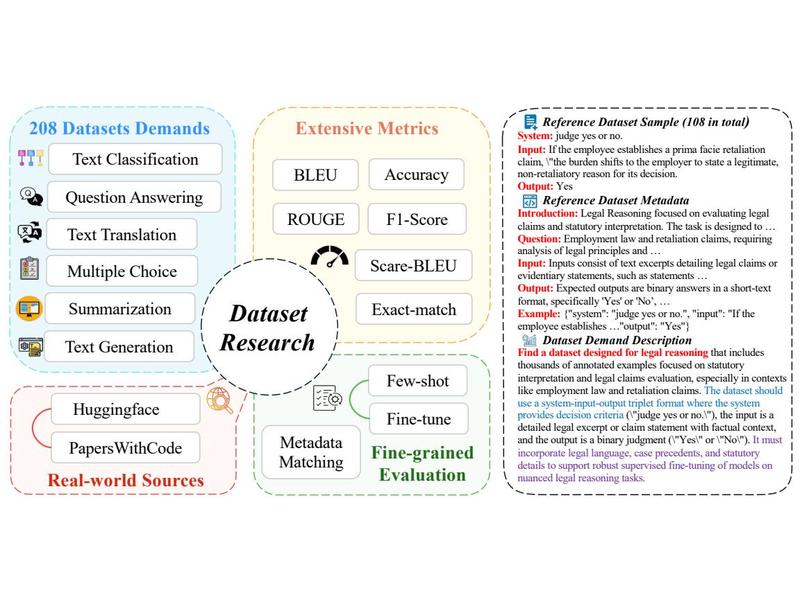 208 Datasets Demands
Text Classification
Question Answering
Text Translation
Multiple Choice
Summarization
Text Generation
Extensive Metrics
BLEU
Accuracy
ROUGE
F1-Score
Scare-BLEU
Exact-match
Dataset
Research
Huggingface
PapersWithCode
Real-world Sources
Few-shot
Fine-tune
Metadata
Matching
Fine-grained
Evaluation
Reference Dataset Sample (108 in total)
System: judge yes or no.
Input: If the employee establishes a prima facie retaliation
claim, \"the burden shifts to the employer to state a legitimate,
non-retaliatory reason for its decision.
Output: Yes
Reference Dataset Metadata
Introduction: Legal Reasoning focused on evaluating legal
claims and statutory interpretation. The task is designed to …
Question: Employment law and retaliation claims, requiring
analysis of legal principles and …
Input: Inputs consist of text excerpts detailing legal claims or
evidentiary statements, such as statements …
Output: Expected outputs are binary answers in a short-text
format, specifically 'Yes' or 'No', …
Example: {"system": "judge yes or no.", "input": "If the
employee establishes …"output": "Yes"}
Dataset Demand Description
Find a dataset designed for legal reasoning that includes
thousands of annotated examples focused on statutory
interpretation and legal claims evaluation, especially in contexts
like employment law and retaliation claims. The dataset should
use a system-input-output triplet format where the system
provides decision criteria (\"judge yes or no.\"), the input is a
detailed legal excerpt or claim statement with factual context,
and the output is a binary judgment (\"Yes\" or \"No\"). It must
incorporate legal language, case precedents, and statutory
details to support robust supervised fine-tuning of models on
nuanced legal reasoning tasks.